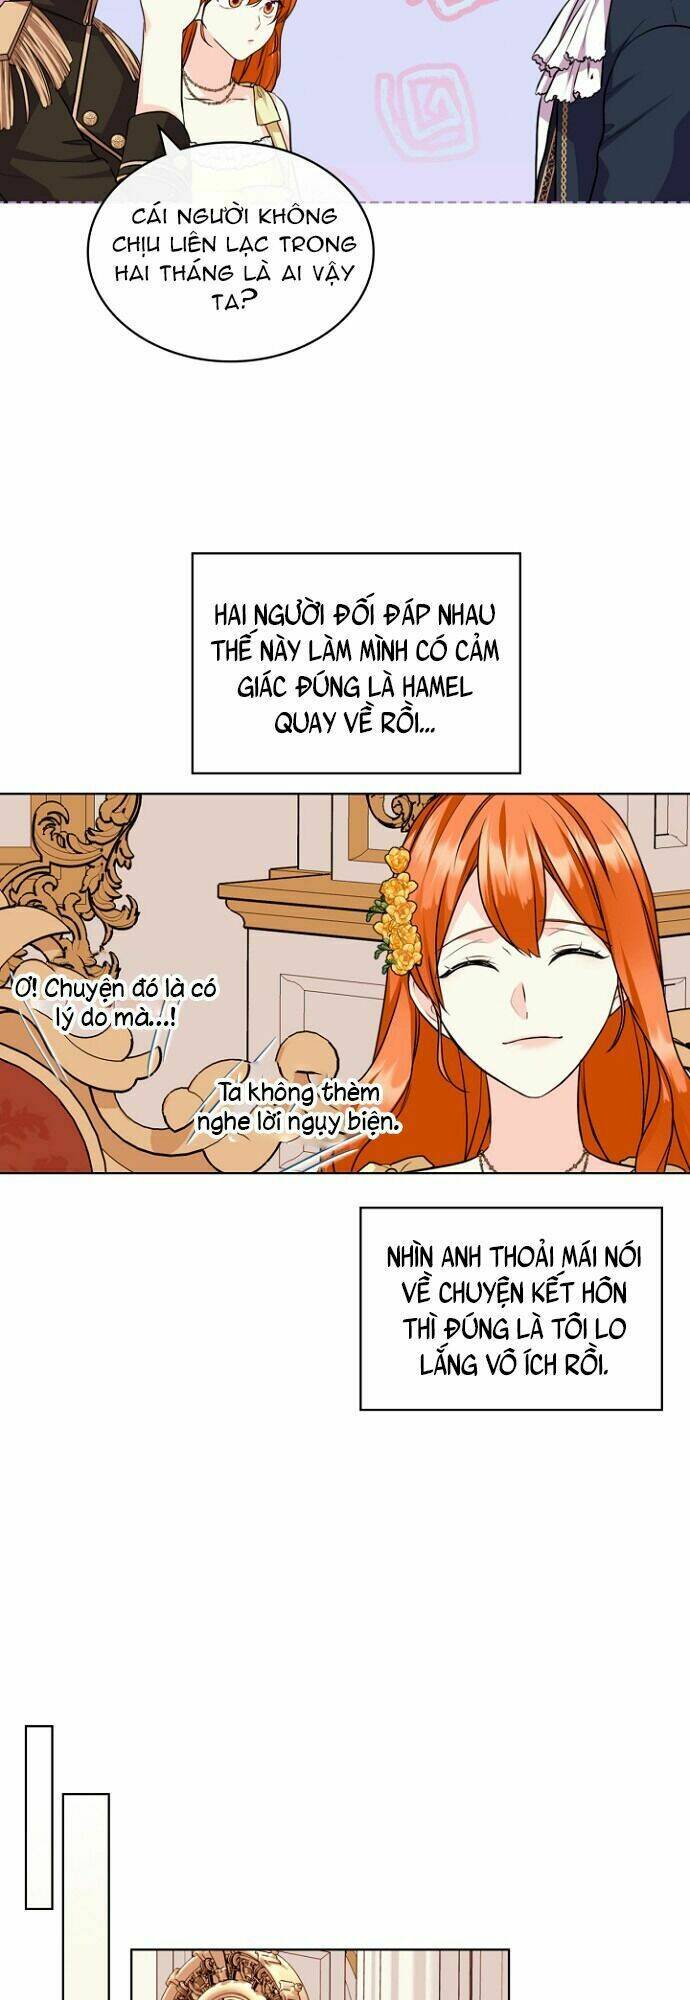 CÁI NGƯỜI KHÔNG
CHỊU LIÊN LẠC TRONG
HAI THÁNG LÀ AI VẬY
TA?
HAI NGƯỜI ĐỐI ĐÁP NHAU
THẾ NÀY LÀM MÌNH CÓ CẢM
GIÁC ĐÚNG LÀ HAMEL
QUAY VỀ RỒI...
Ơ! Chuyện đó là có
lý do mà...!
Ta không thèm
nghe lời ngụy biện.
NHÌN ANH THOẢI MÁI NÓI
VỀ CHUYỆN KẾT HÔN
THÌ ĐÚNG LÀ TÔI LO
LẮNG VÔ ÍCH RỒI.